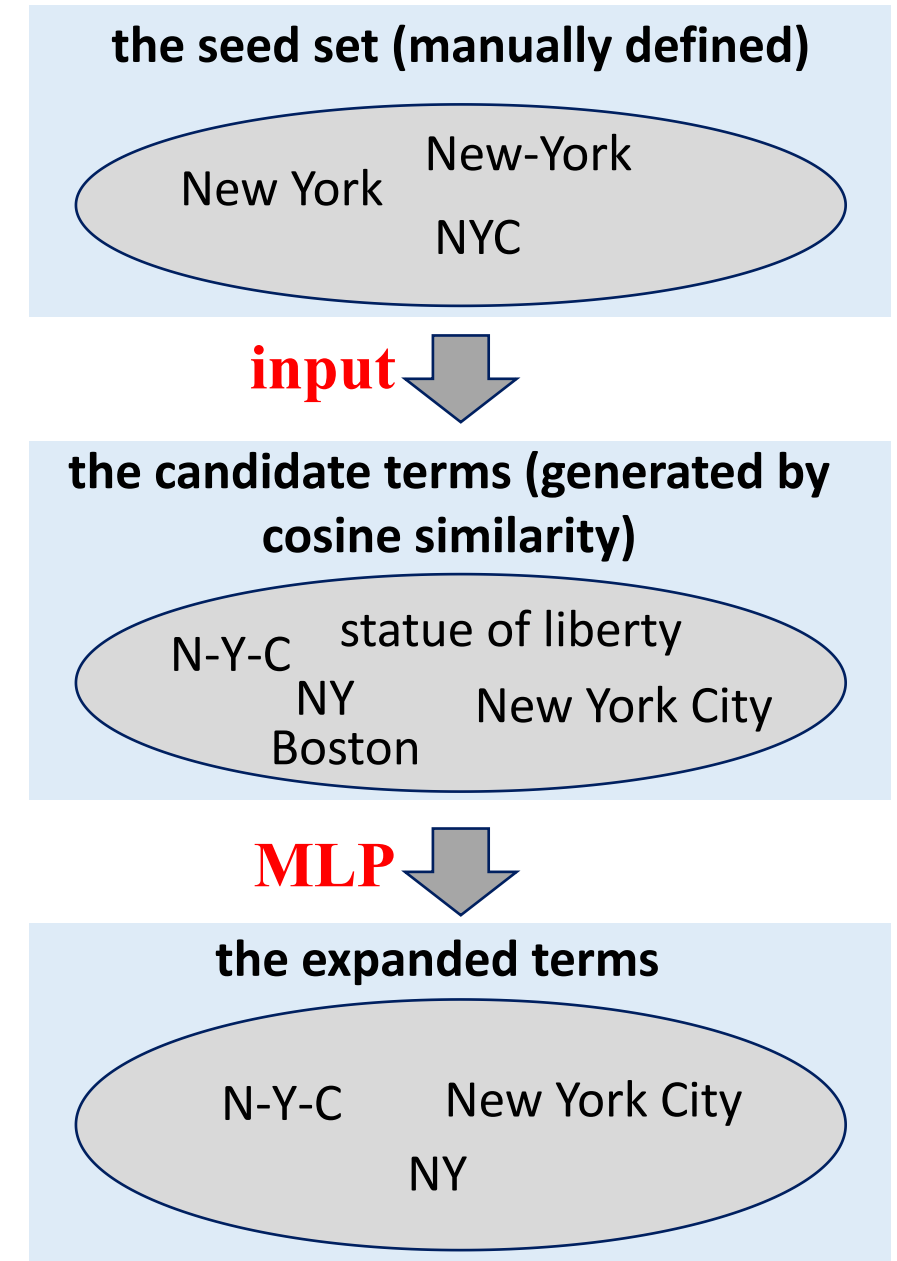 the seed set (manually defined)
New-York
New York
NYC
input
the candidate terms (generated by
cosine similarity)
statue of liberty
N-Y-C
NY
New York City
Boston
MLP
the expanded terms
N-Y-C
New York City
NY